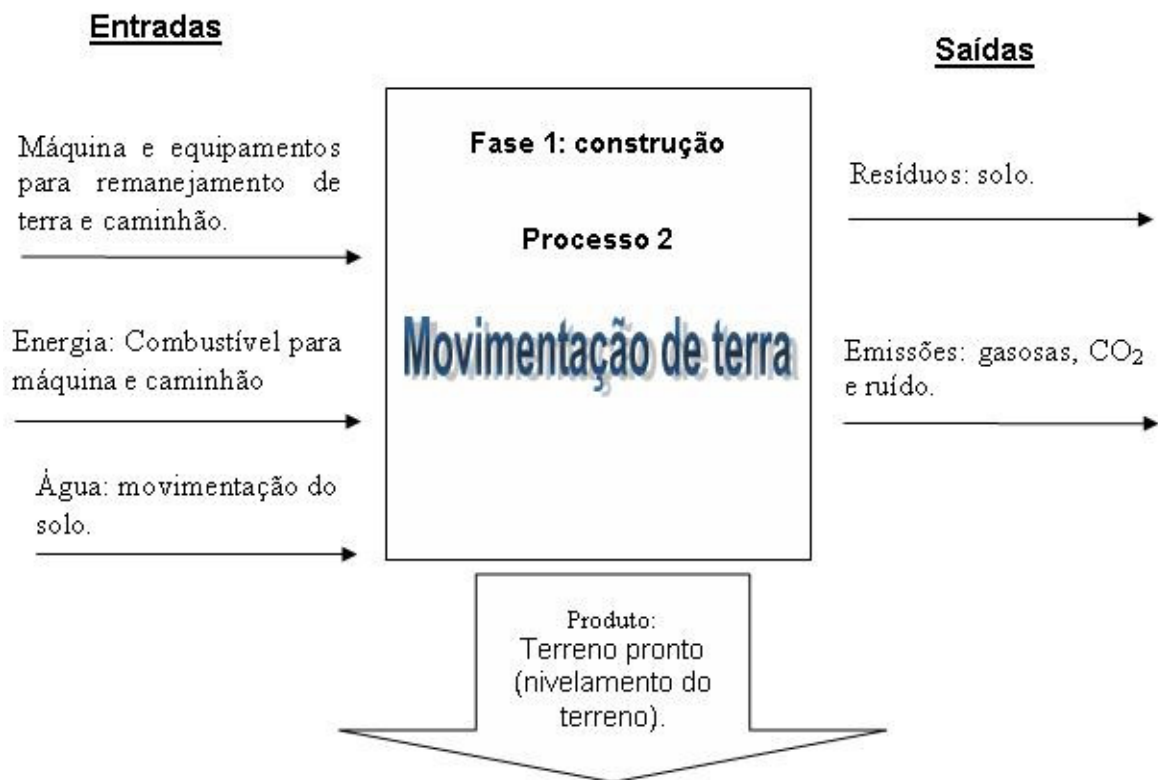 Entradas
Máquina e equipamentos
para remanejamento de
terra e caminhão.
Energia: Combustível para
máquina e caminhão
Água: movimentação do
solo.
Fase 1: construção
Processo 2
Movimentação de terra
Saídas
Resíduos: solo.
Emissões: gasosas, CO₂
e ruído.
Produto:
Terreno pronto
(nivelamento do
terreno).